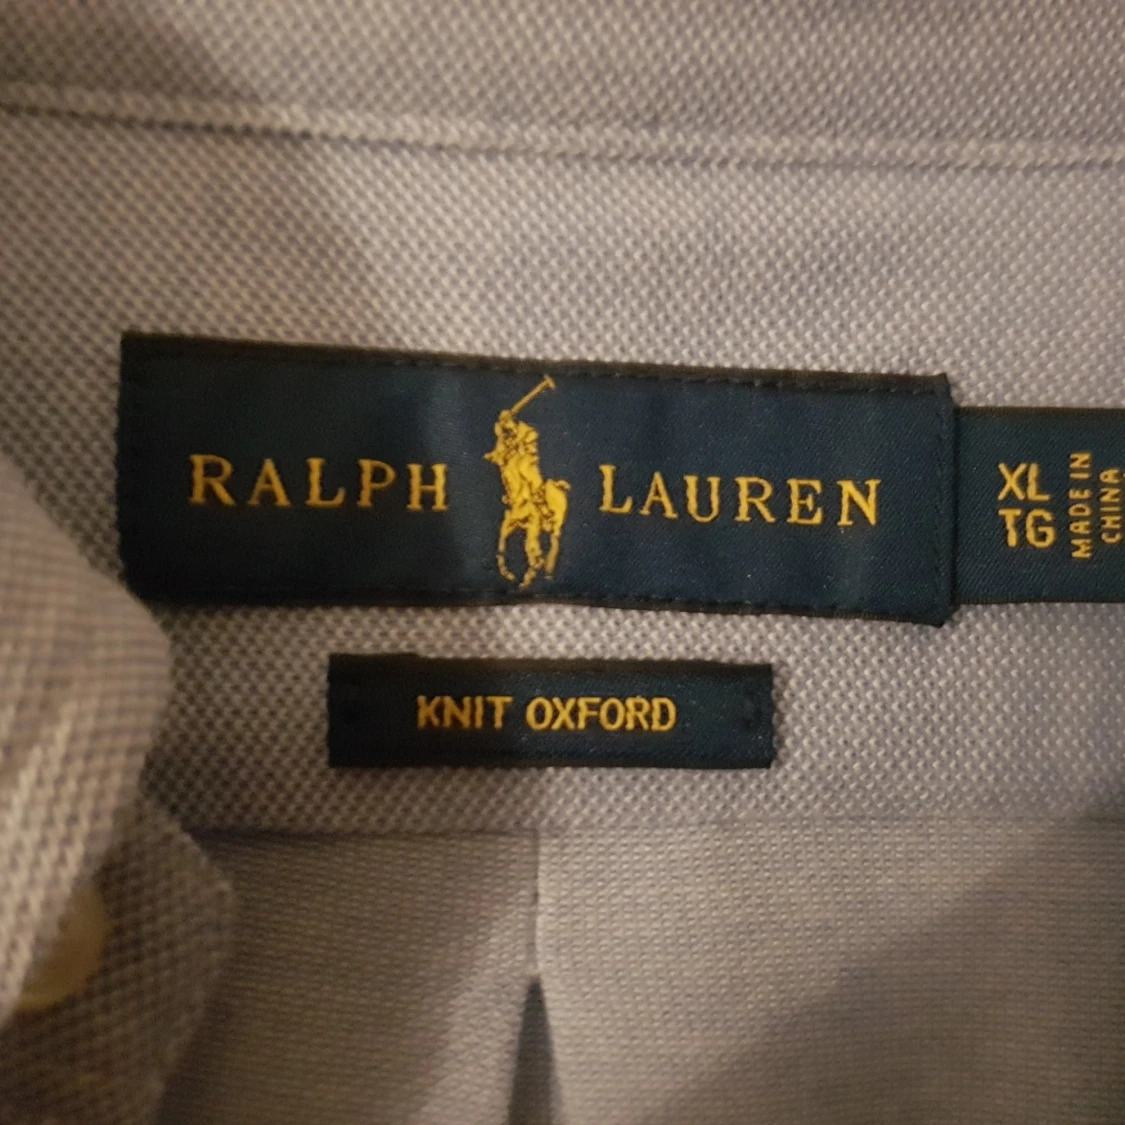 RALPH LAUREN
XL
TG
MADE IN
CHINA
KNIT OXFORD